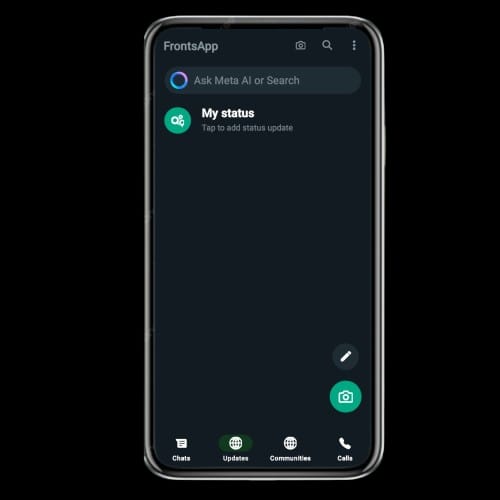 FrontsApp
Ask Meta AI or Search
My status
Tap to add status update
Chats
Updates
Communities
Calls